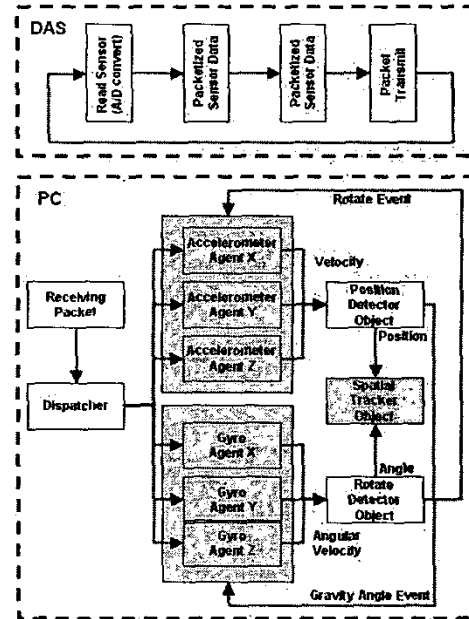 DAS
Read Sensor
(A/D convert)
Packetized
Sensor Data
Packetized
Sensor Data
Packet
Transmit
PC
Rotate Event
Accelerometer
Agent X
Velocity
Receiving
Packet
Accelerometer
Agent Y
Position
Detector
Object
Accelerometer
Agent Z
Position
Dispatcher
Spatial
Tracker
Object
Gyro
Agent X
Angle
Gyro
Agent Y
Rotate
Detector
Object
Gyro
Agent Z
Angular
Velocity
Gravity Angle Event